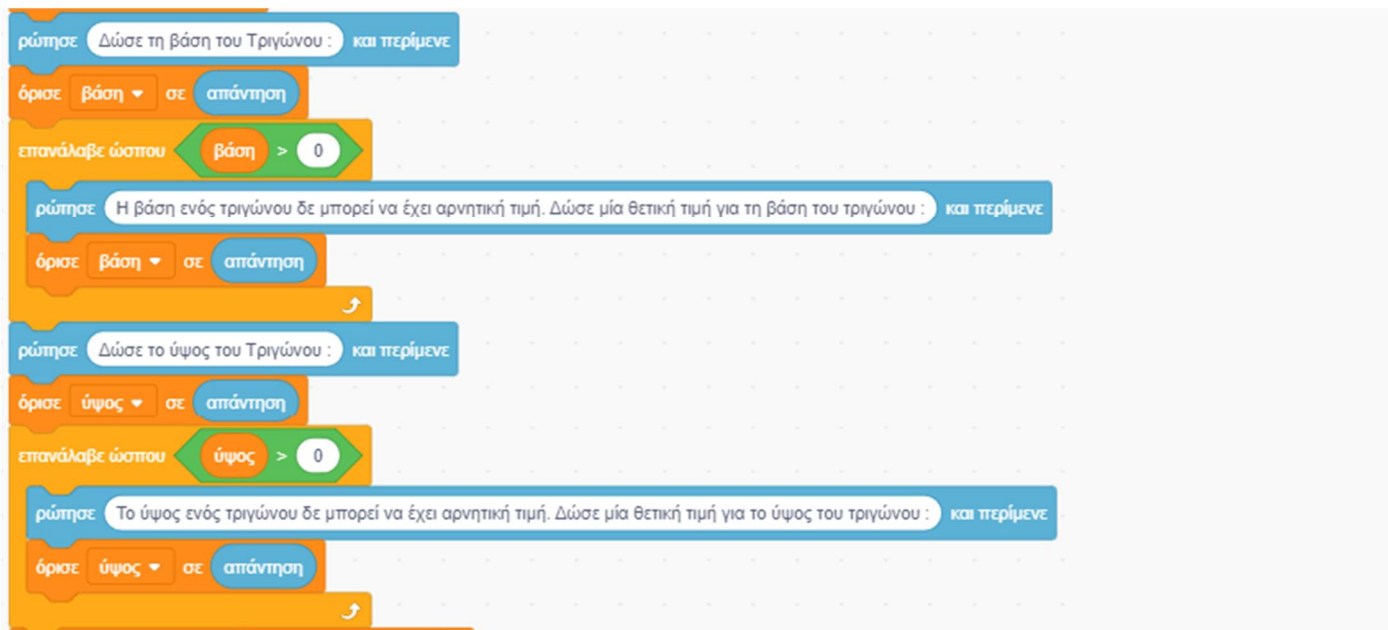 ρώτησε Δώσε τη βάση του Τριγώνου : και περίμενε
όρισε βάση σε απάντηση
επανάλαβε ώσπου βάση > 0
ρώτησε Η βάση ενός τριγώνου δε μπορεί να έχει αρνητική τιμή. Δώσε μία θετική τιμή για τη βάση του τριγώνου : και περίμενε
όρισε βάση σε απάντηση
ρώτησε Δώσε το ύψος του Τριγώνου : και περίμενε
όρισε ύψος σε απάντηση
επανάλαβε ώσπου ύψος > 0
ρώτησε Το ύψος ενός τριγώνου δε μπορεί να έχει αρνητική τιμή. Δώσε μία θετική τιμή για το ύψος του τριγώνου : και περίμενε
όρισε ύψος σε απάντηση